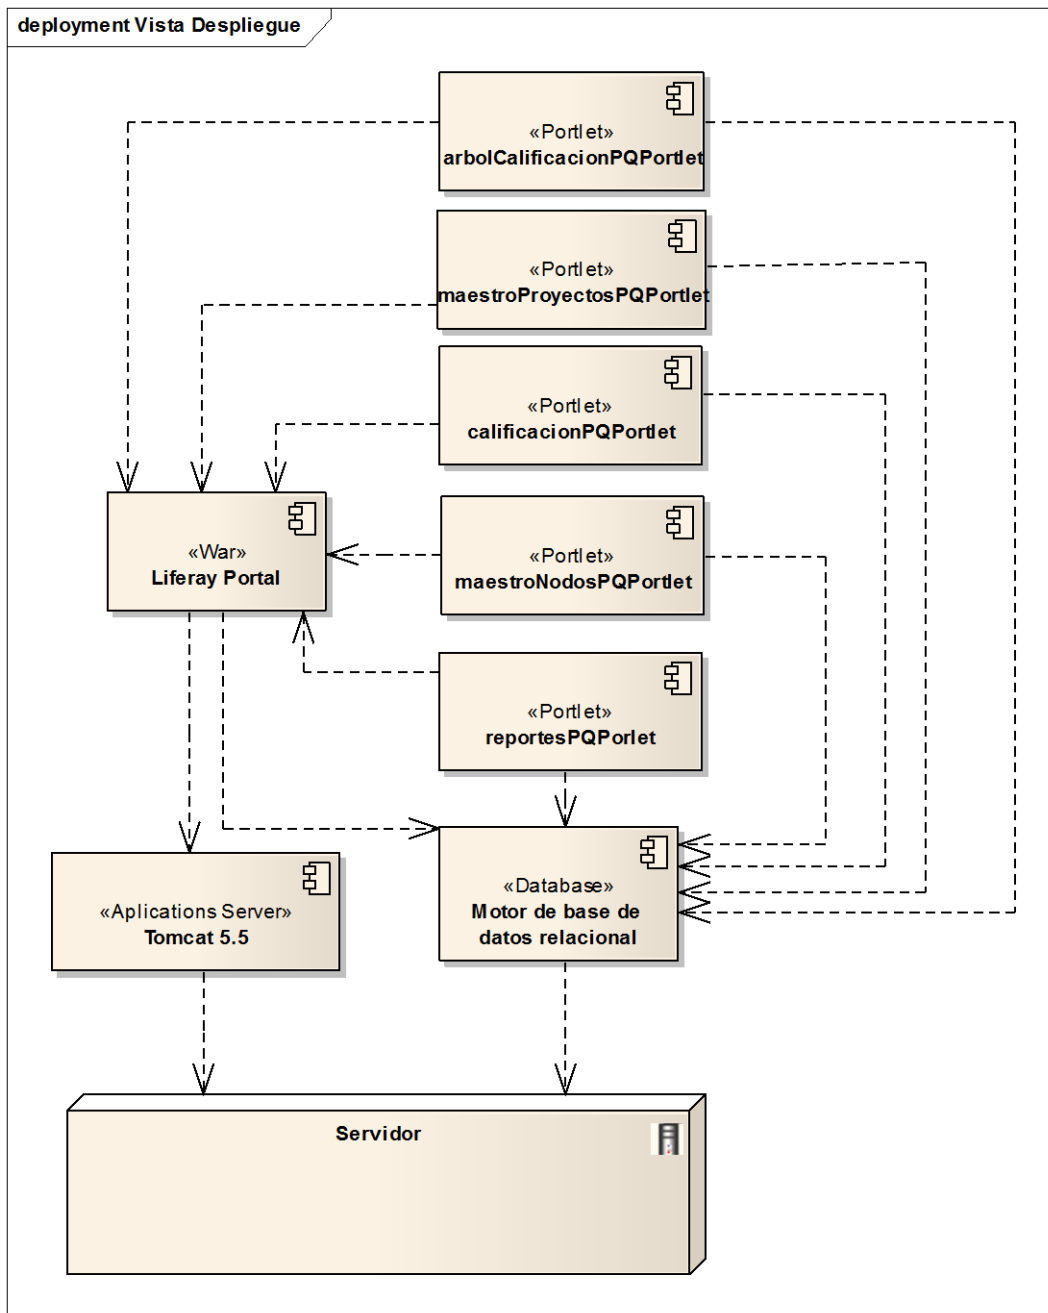 deployment Vista Despliegue
«Portlet»
arbolCalificacionPQPortlet
«Portlet»
maestroProyectosPQPortlet
«Portlet»
calificacionPQPortlet
«War»
Liferay Portal
«Portlet»
maestroNodosPQPortlet
«Portlet»
reportesPQPorlet
«Aplications Server»
Tomcat 5.5
«Database»
Motor de base de
datos relacional
Servidor